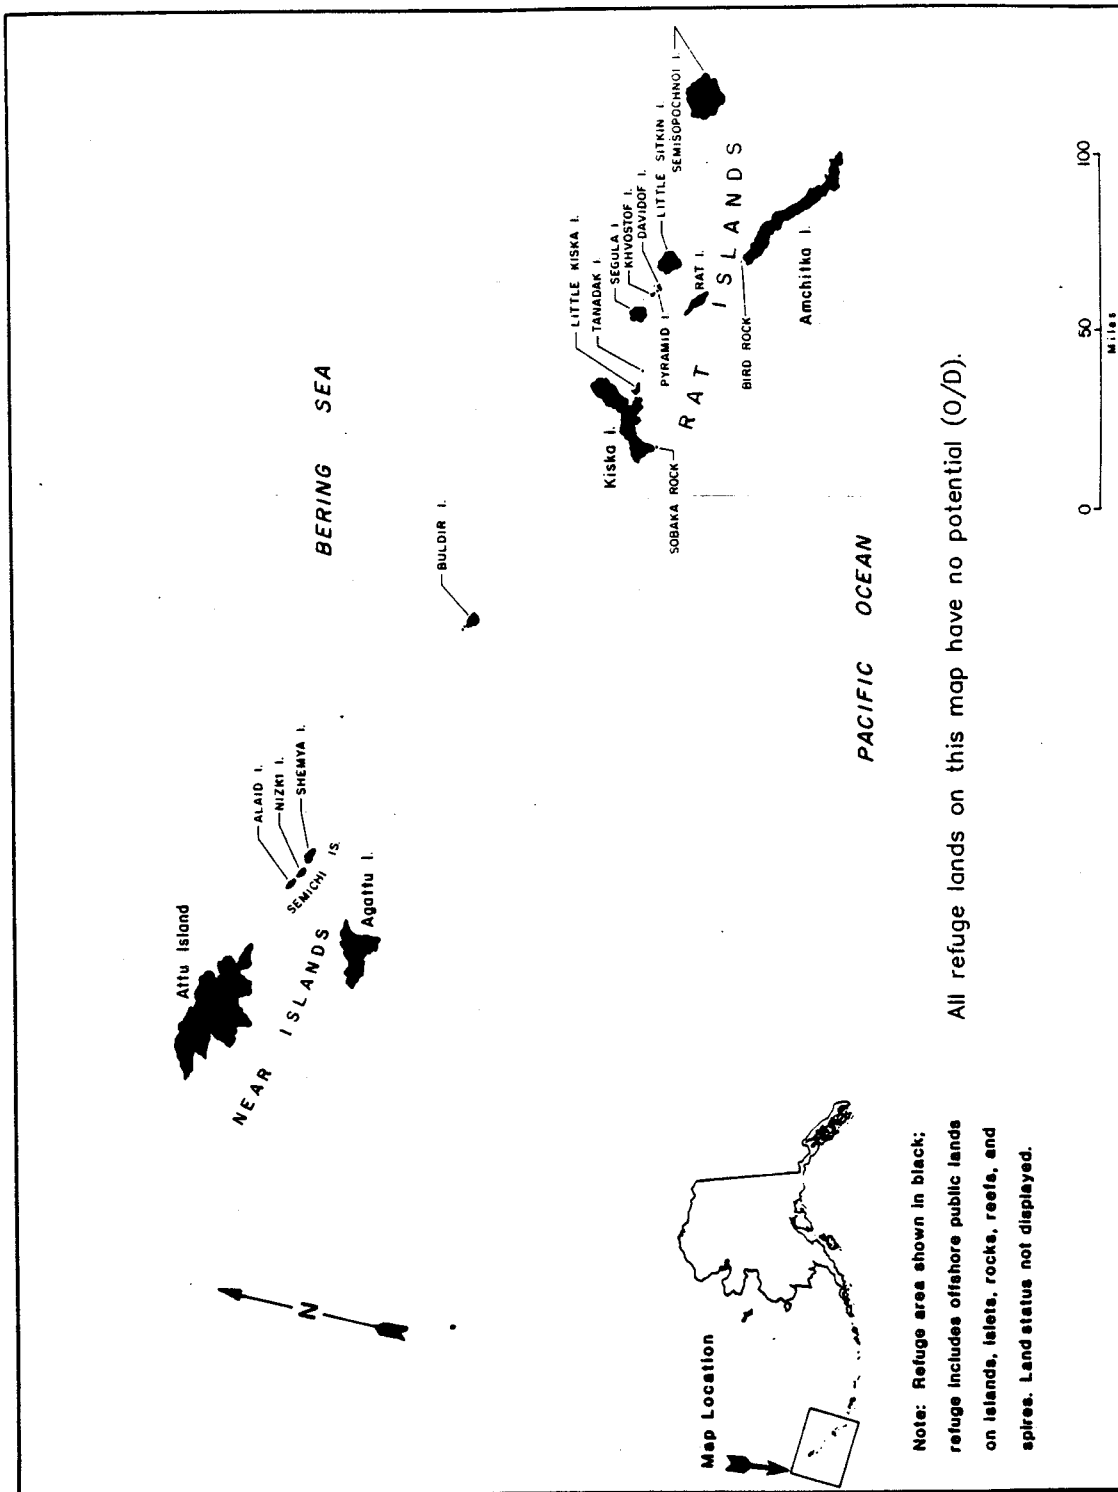 BERING SEA
PACIFIC OCEAN
NEAR ISLANDS
Attu Island
Agattu I.
SEMICHI IS.
ALAID I.
NIZKI I.
SHEMYA I.
BULDIR I.
RAT ISLANDS
Kiska I.
SOBAKA ROCK
LITTLE KISKA I.
TANADAK I.
SEGULA I.
KHVOSTOF I.
DAVIDOF I.
PYRAMID I.
LITTLE SITKIN I.
SEMISOPOCHNOI I.
RAT I.
BIRD ROCK
Amchitka I.
N
Map Location
Note: Refuge area shown in black;
refuge includes offshore public lands
on islands, islets, rocks, reefs, and
spires. Land status not displayed.
All refuge lands on this map have no potential (O/D).
0 50 100
Miles